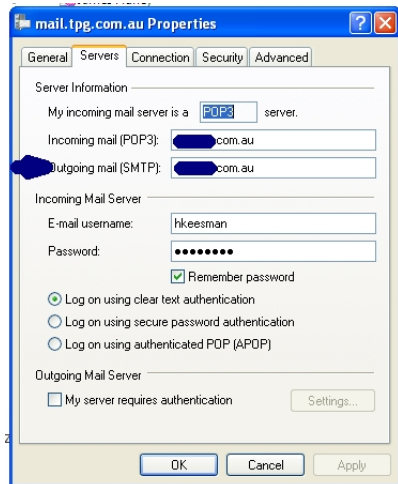 mail.tpg.com.au Properties
General Servers Connection Security Advanced
Server Information
My incoming mail server is a POP3 server.
Incoming mail (POP3): com.au
Outgoing mail (SMTP): com.au
Incoming Mail Server
E-mail username: hkeesman
Password: ●●●●●●●●
Remember password
Log on using clear text authentication
Log on using secure password authentication
Log on using authenticated POP (APOP)
Outgoing Mail Server
My server requires authentication Settings...
OK Cancel Apply